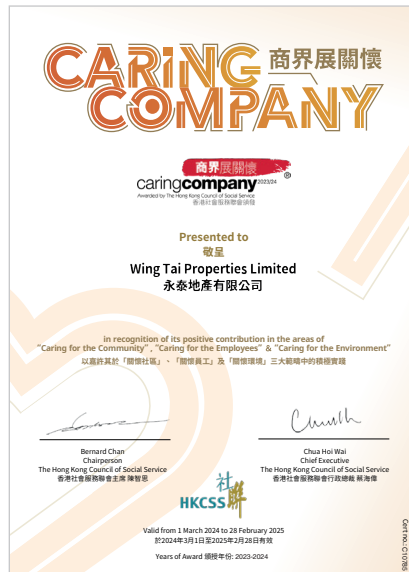 CARING 商界展關懷
COMPANY
商界展關懷
caringcompany 2023/24 ®
Awarded by The Hong Kong Council of Social Service
香港社會服務聯會頒發
Presented to
敬呈
Wing Tai Properties Limited
永泰地產有限公司
in recognition of its positive contribution in the areas of
"Caring for the Community", "Caring for the Employees" & "Caring for the Environment"
以嘉許其於「關懷社區」、「關懷員工」及「關懷環境」三大範疇中的積極實踐
Bernard Chan
Chairperson
The Hong Kong Council of Social Service
香港社會服務聯會主席 陳智思
Chua Hoi Wai
Chief Executive
The Hong Kong Council of Social Service
香港社會服務聯會行政總裁 蔡海偉
HKCSS 社聯
Valid from 1 March 2024 to 28 February 2025
於2024年3月1日至2025年2月28日有效
Years of Award 頒授年份: 2023-2024
Cert no.: C10785